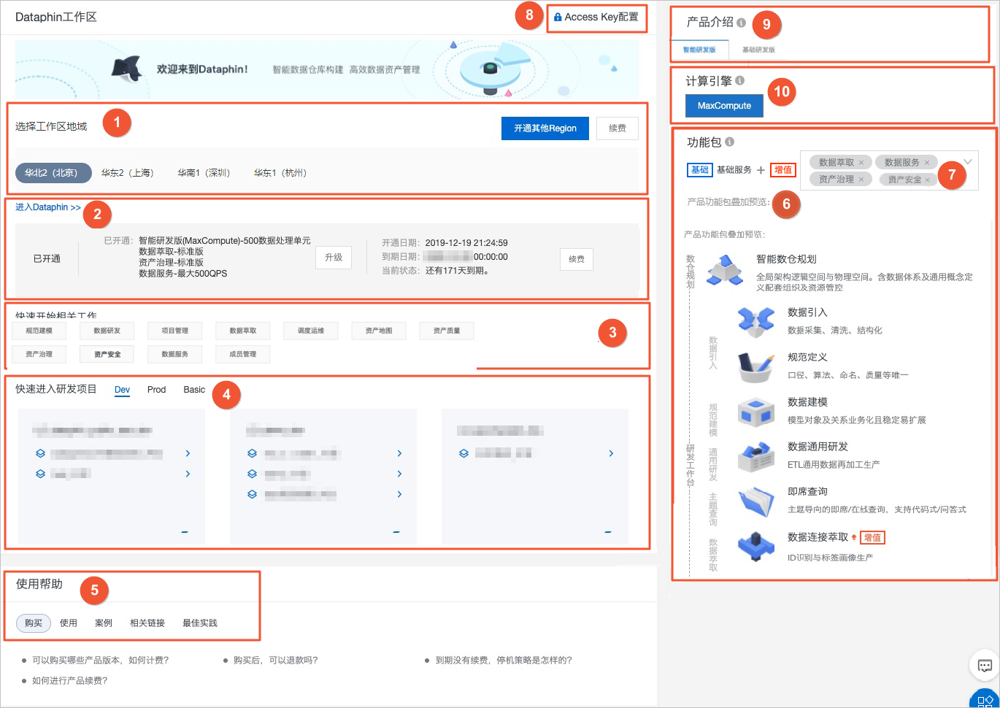 Dataphin工作区
8
Access Key配置
欢迎来到Dataphin！
智能数据仓库构建 高效数据资产管理
选择工作区地域
1
开通其他Region
续费
华北2（北京）
华东2（上海）
华南1（深圳）
华东1（杭州）
进入Dataphin >>
2
已开通
已开通：
智能研发版(MaxCompute)-500数据处理单元
数据萃取-标准版
资产治理-标准版
数据服务-最大500QPS
升级
开通日期： 2019-12-19 21:24:59
到期日期： 00:00:00
当前状态： 还有171天到期。
续费
快速开始相关工作
3
规范建模
数据研发
项目管理
数据萃取
调度运维
资产地图
资产质量
资产治理
资产安全
数据服务
成员管理
快速进入研发项目
Dev
Prod
Basic
4
使用帮助
5
购买
使用
案例
相关链接
最佳实践
可以购买哪些产品版本，如何计费？
购买后，可以退款吗？
到期没有续费，停机策略是怎样的？
如何进行产品续费？
产品介绍
9
智能研发版
基础研发版
计算引擎
10
MaxCompute
功能包
基础 基础服务 + 增值
数据萃取 ×
数据服务 ×
资产治理 ×
资产安全 ×
7
产品功能包叠加预览：
6
产品功能包叠加预览：
数仓规划
智能数仓规划
全局架构逻辑空间与物理空间。含数据体系及通用概念定
义配套组织及资源管控
研发工作台
数据引入
数据引入
数据采集、清洗、结构化
规范定义
口径、算法、命名、质量等唯一
规范建模
数据建模
模型对象及关系业务化且稳定易扩展
通用研发
数据通用研发
ETL通用数据再加工生产
主题查询
即席查询
主题导向的即席/在线查询，支持代码式/问答式
数据萃取
数据连接萃取 增值
ID识别与标签画像生产